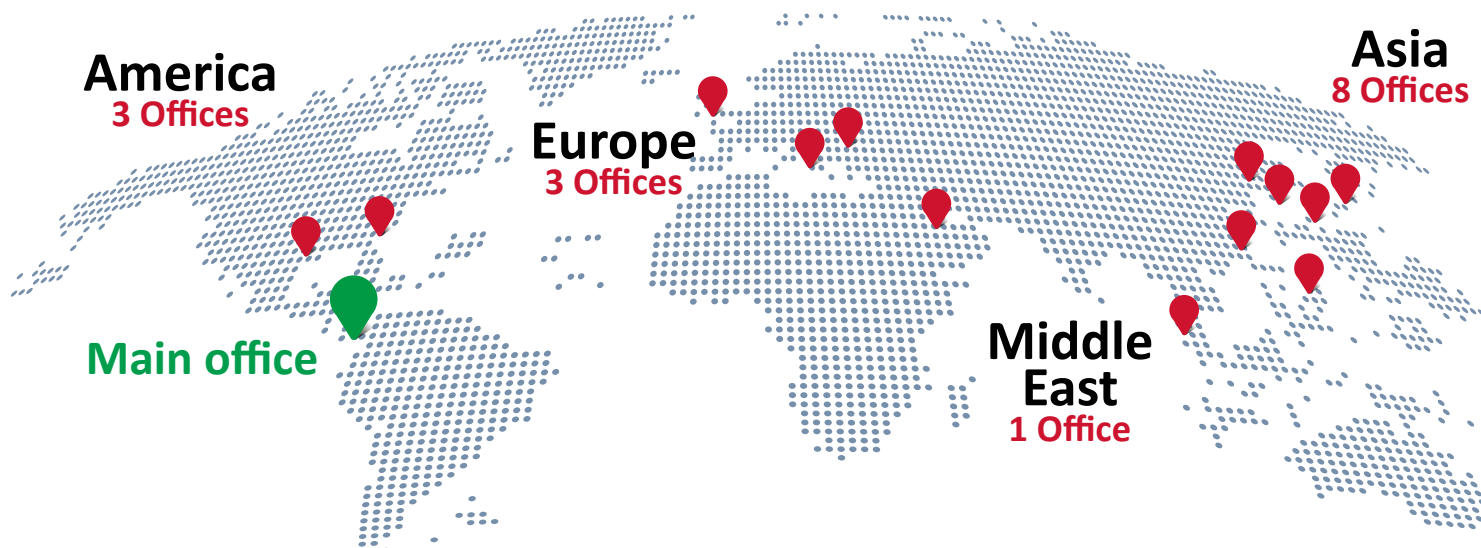 America
3 Offices
Main office
Europe
3 Offices
Middle
East
1 Office
Asia
8 Offices